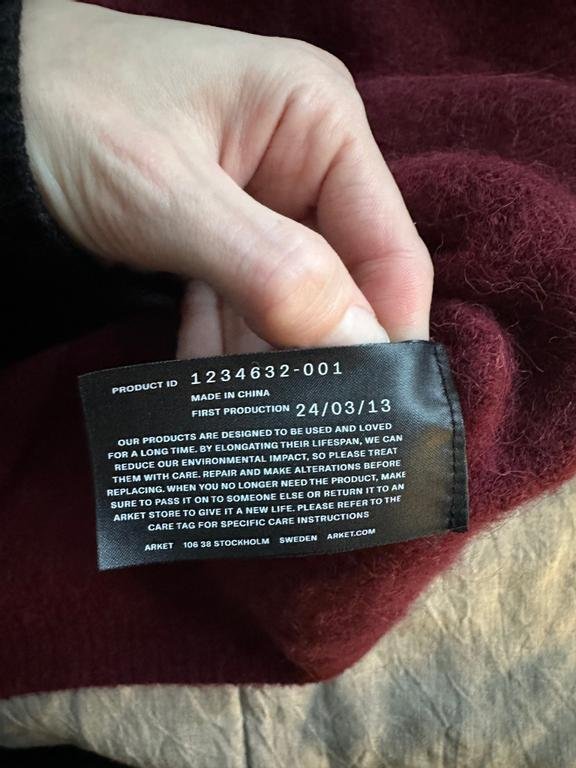 PRODUCT ID 1234632-001
MADE IN CHINA
FIRST PRODUCTION 24/03/13
OUR PRODUCTS ARE DESIGNED TO BE USED AND LOVED
FOR A LONG TIME. BY ELONGATING THEIR LIFESPAN, WE CAN
REDUCE OUR ENVIRONMENTAL IMPACT, SO PLEASE TREAT
THEM WITH CARE. REPAIR AND MAKE ALTERATIONS BEFORE
REPLACING. WHEN YOU NO LONGER NEED THE PRODUCT, MAKE
SURE TO PASS IT ON TO SOMEONE ELSE OR RETURN IT TO AN
ARKET STORE TO GIVE IT A NEW LIFE. PLEASE REFER TO THE
CARE TAG FOR SPECIFIC CARE INSTRUCTIONS
ARKET 106 38 STOCKHOLM SWEDEN ARKET.COM